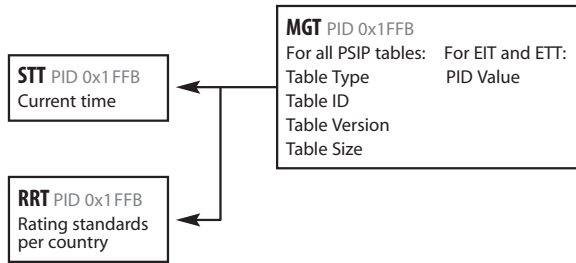 MGT PID 0x1FFB
For all PSIP tables: For EIT and ETT:
Table Type PID Value
Table ID
Table Version
Table Size
STT PID 0x1FFB
Current time
RRT PID 0x1FFB
Rating standards
per country